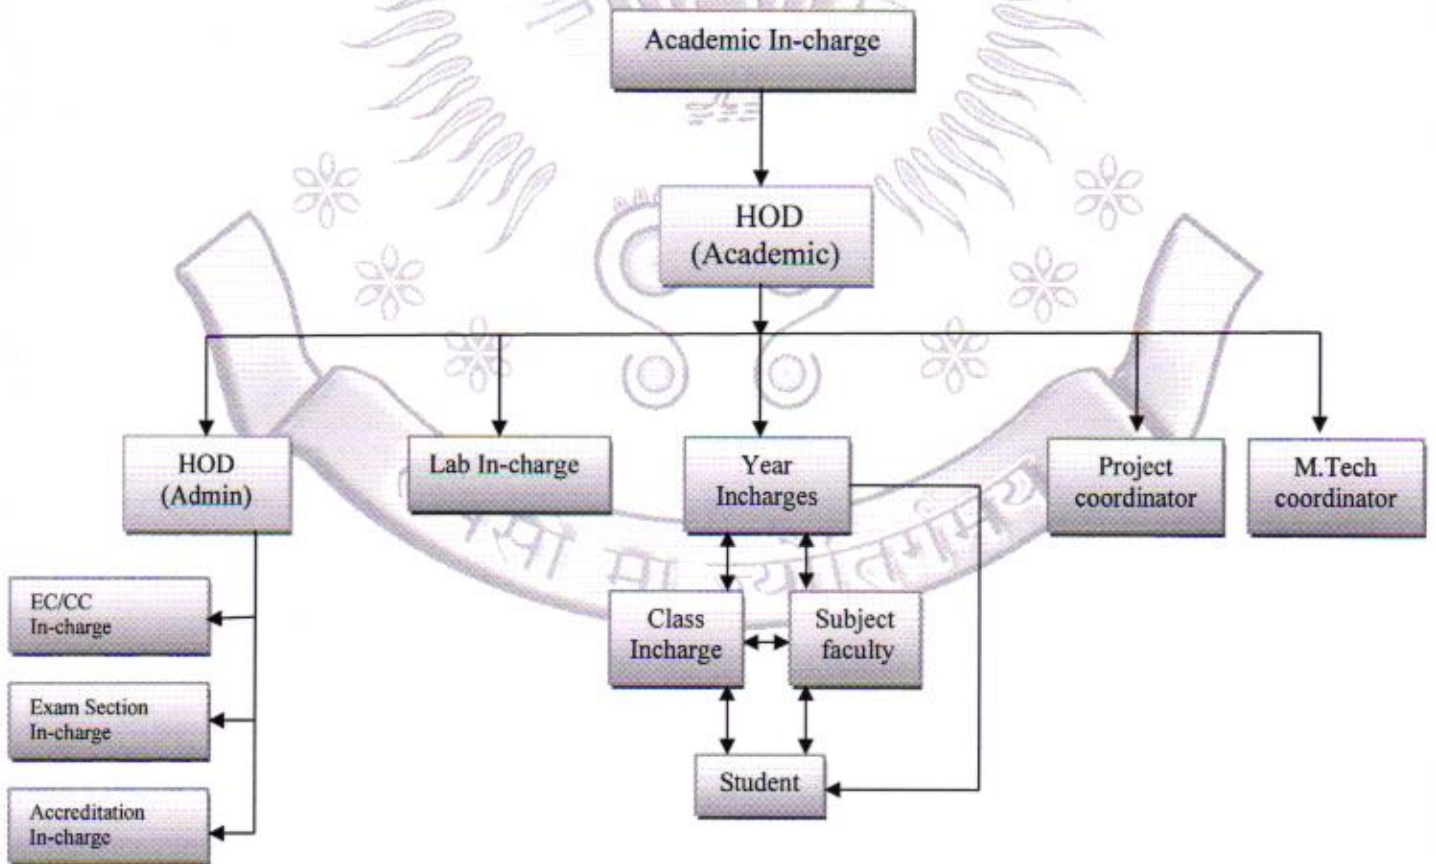 Academic In-charge
HOD
(Academic)
HOD
(Admin)
Lab In-charge
Year
Incharges
Project
coordinator
M.Tech
coordinator
EC/CC
In-charge
Class
Incharge
Subject
faculty
Exam Section
In-charge
Student
Accreditation
In-charge